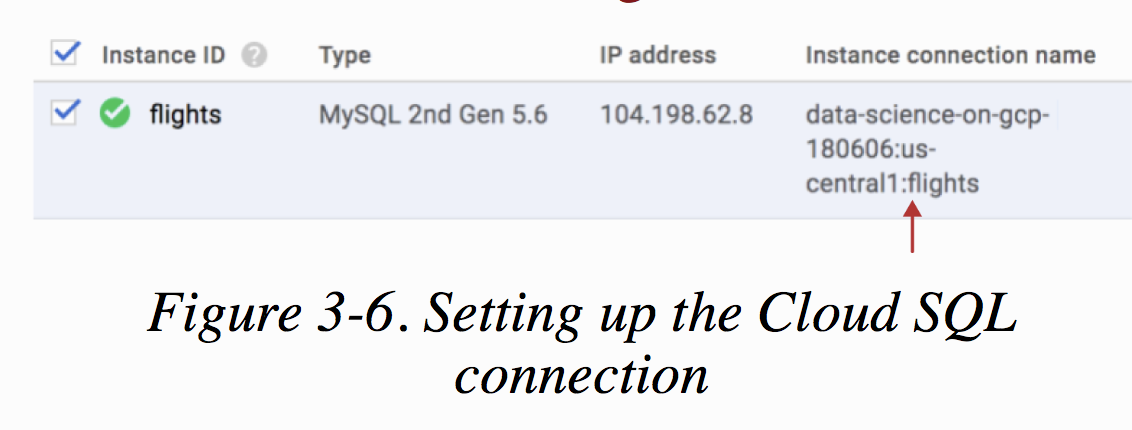 Instance ID ? Type IP address Instance connection name
flights MySQL 2nd Gen 5.6 104.198.62.8 data-science-on-gcp-
180606:us-
central1:flights
Figure 3-6. Setting up the Cloud SQL
connection